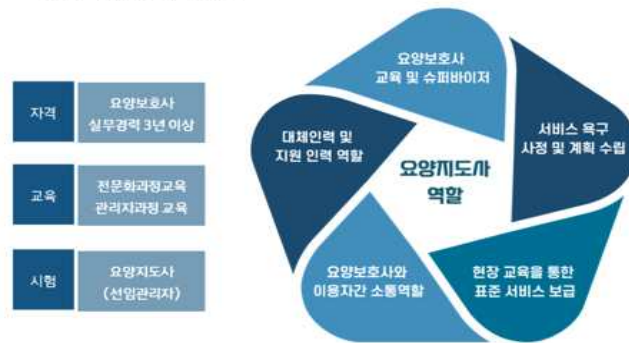 자격
요양보호사
실무경력 3년 이상
교육
전문화과정교육
관리자과정 교육
시험
요양지도사
(선임관리자)
요양보호사
교육 및 슈퍼바이저
서비스 욕구
사정 및 계획 수립
현장 교육을 통한
표준 서비스 보급
요양보호사와
이용자간 소통역할
대체인력 및
지원 인력 역할
요양지도사
역할